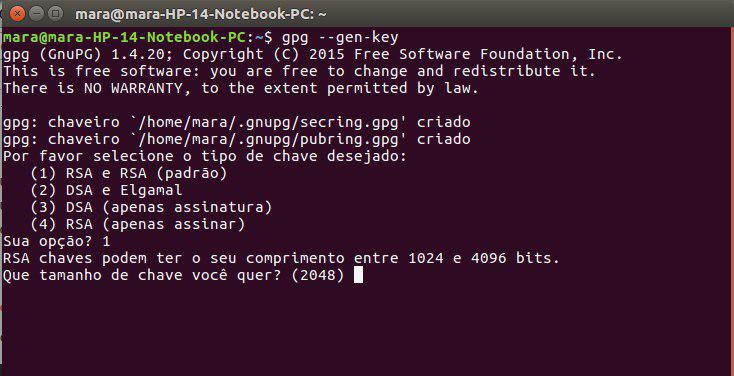 mara@mara-HP-14-Notebook-PC: ~
mara@mara-HP-14-Notebook-PC:~$ gpg --gen-key
gpg (GnuPG) 1.4.20; Copyright (C) 2015 Free Software Foundation, Inc.
This is free software: you are free to change and redistribute it.
There is NO WARRANTY, to the extent permitted by law.

gpg: chaveiro `/home/mara/.gnupg/secring.gpg' criado
gpg: chaveiro `/home/mara/.gnupg/pubring.gpg' criado
Por favor selecione o tipo de chave desejado:
   (1) RSA e RSA (padrão)
   (2) DSA e Elgamal
   (3) DSA (apenas assinatura)
   (4) RSA (apenas assinar)
Sua opção? 1
RSA chaves podem ter o seu comprimento entre 1024 e 4096 bits.
Que tamanho de chave você quer? (2048)